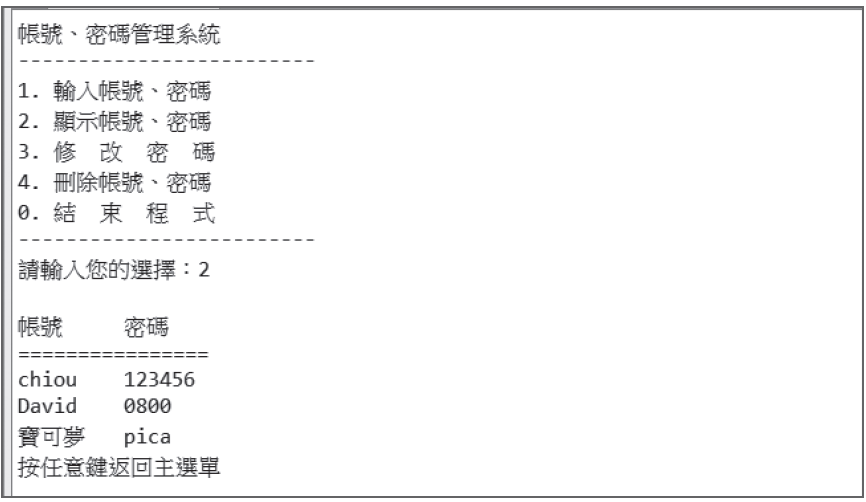 帳號、密碼管理系統
-------------------------
1. 輸入帳號、密碼
2. 顯示帳號、密碼
3. 修 改 密 碼
4. 刪除帳號、密碼
0. 結 束 程 式
-------------------------
請輸入您的選擇：2
帳號 密碼
================
chiou 123456
David 0800
寶可夢 pica
按任意鍵返回主選單